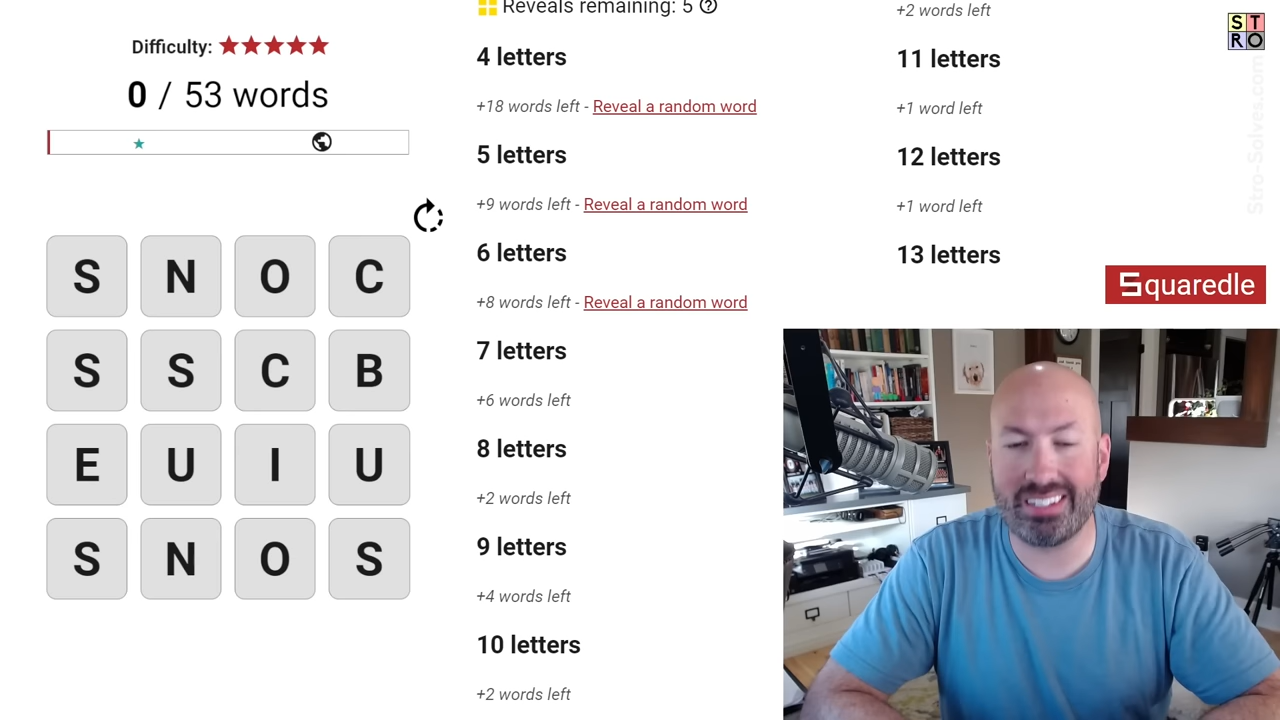 Difficulty:
0 / 53 words
S N O C
S S C B
E U I U
S N O S
Reveals remaining: 5
4 letters
+18 words left - Reveal a random word
5 letters
+9 words left - Reveal a random word
6 letters
+8 words left - Reveal a random word
7 letters
+6 words left
8 letters
+2 words left
9 letters
+4 words left
10 letters
+2 words left
+2 words left
11 letters
+1 word left
12 letters
+1 word left
13 letters
S T
R O
Stro-Solves.com
Squaredle